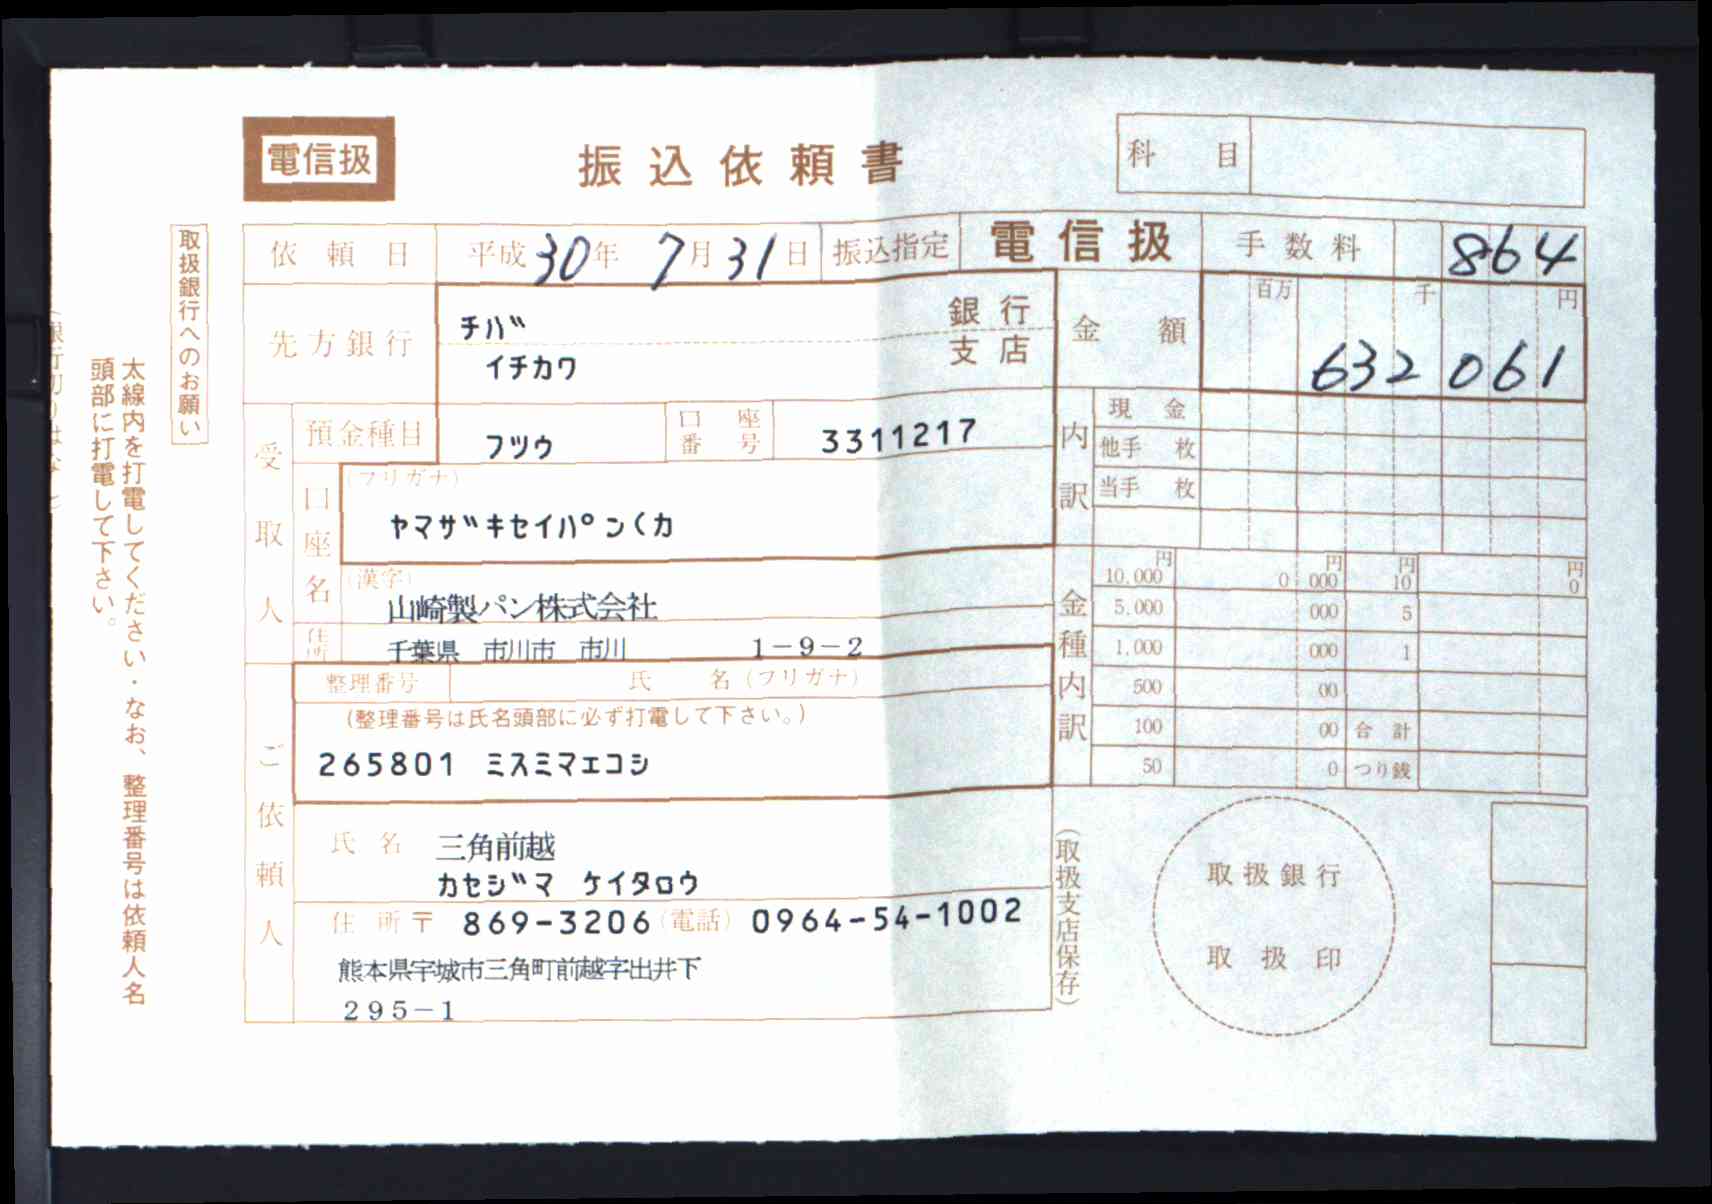 電信扱
振込依頼書
科目
依頼日 平成30年 7月31日 振込指定 電信扱 手数料 864
先方銀行 チバ 銀行
イチカワ 支店
金額 百万 千 円
632 061
受取人
預金種目 フツウ 口座番号 3311217
口座名 (フリガナ)
ヤマザキセイパン(カ
(漢字)
山崎製パン株式会社
住所 千葉県 市川市 市川 1-9-2
内訳
現金
他手 枚
当手 枚
金種内訳
10,000 0 000円 10円 0円
5,000 000 5
1,000 000 1
500 00
100 00 合計
50 0 つり銭
ご依頼人
整理番号 氏名(フリガナ)
(整理番号は氏名頭部に必ず打電して下さい。)
265801 ミスミマエコシ
氏名 三角前越
カセジマ ケイタロウ
住所〒 869-3206 (電話) 0964-54-1002
熊本県宇城市三角町前越字出井下
295-1
(取扱支店保存)
取扱銀行
取扱印
取扱銀行へのお願い
太線内を打電してください・なお、整理番号は依頼人名
頭部に打電して下さい。